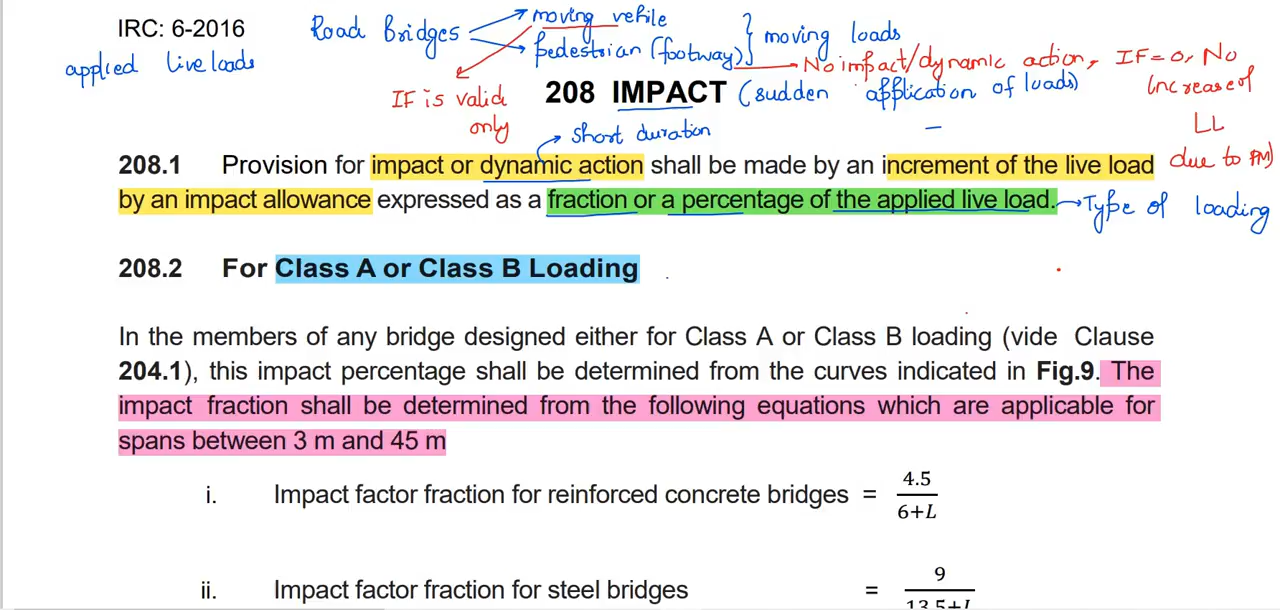 IRC: 6-2016
Road Bridges
moving vehile
pedestrian (footway)
moving loads
applied liveloads
No impact/dynamic action, IF = 0, No
increase of
LL
due to PM)
IF is valid
only
208 IMPACT (sudden application of loads)
short duration
208.1 Provision for impact or dynamic action shall be made by an increment of the live load
by an impact allowance expressed as a fraction or a percentage of the applied live load.
Type of loading
208.2 For Class A or Class B Loading
In the members of any bridge designed either for Class A or Class B loading (vide Clause
204.1), this impact percentage shall be determined from the curves indicated in Fig.9. The
impact fraction shall be determined from the following equations which are applicable for
spans between 3 m and 45 m
i. Impact factor fraction for reinforced concrete bridges = 4.5
6+L
ii. Impact factor fraction for steel bridges = 9
13.5+L